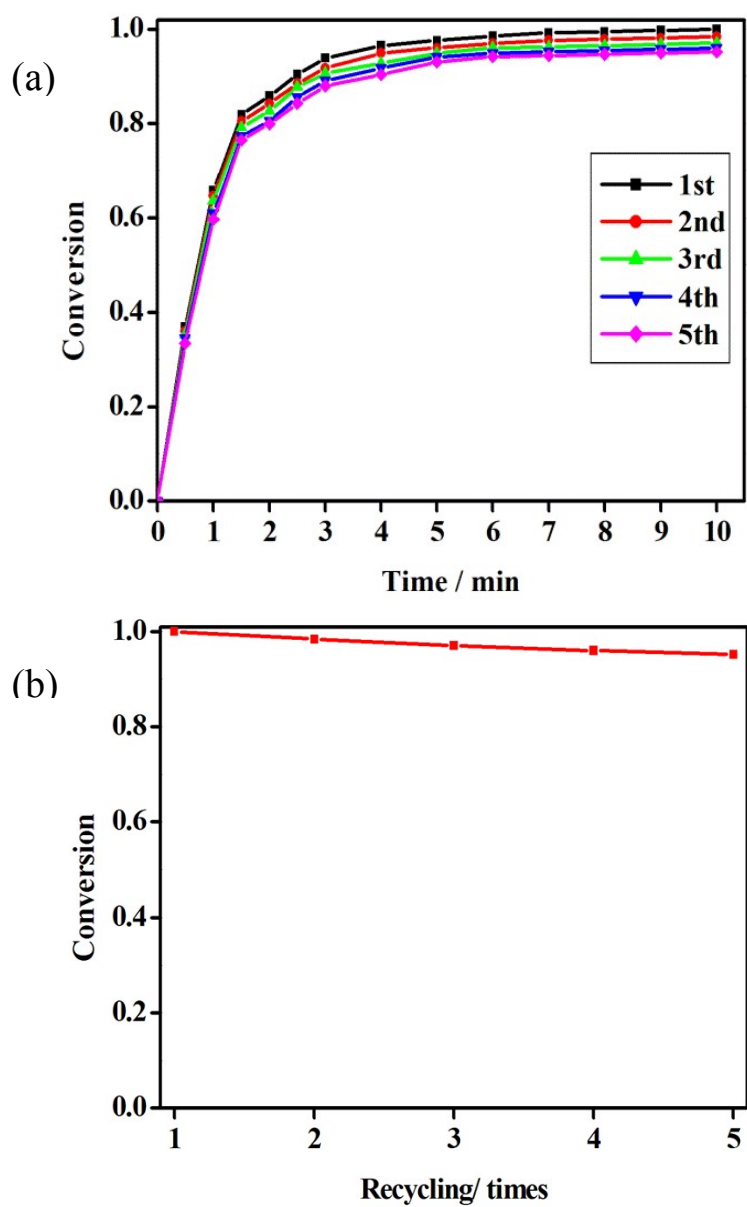 (a)
Conversion
1.0
0.8
0.6
0.4
0.2
0.0
1st
2nd
3rd
4th
5th
0 1 2 3 4 5 6 7 8 9 10
Time / min
(b)
Conversion
1.0
0.8
0.6
0.4
0.2
0.0
1 2 3 4 5
Recycling/ times